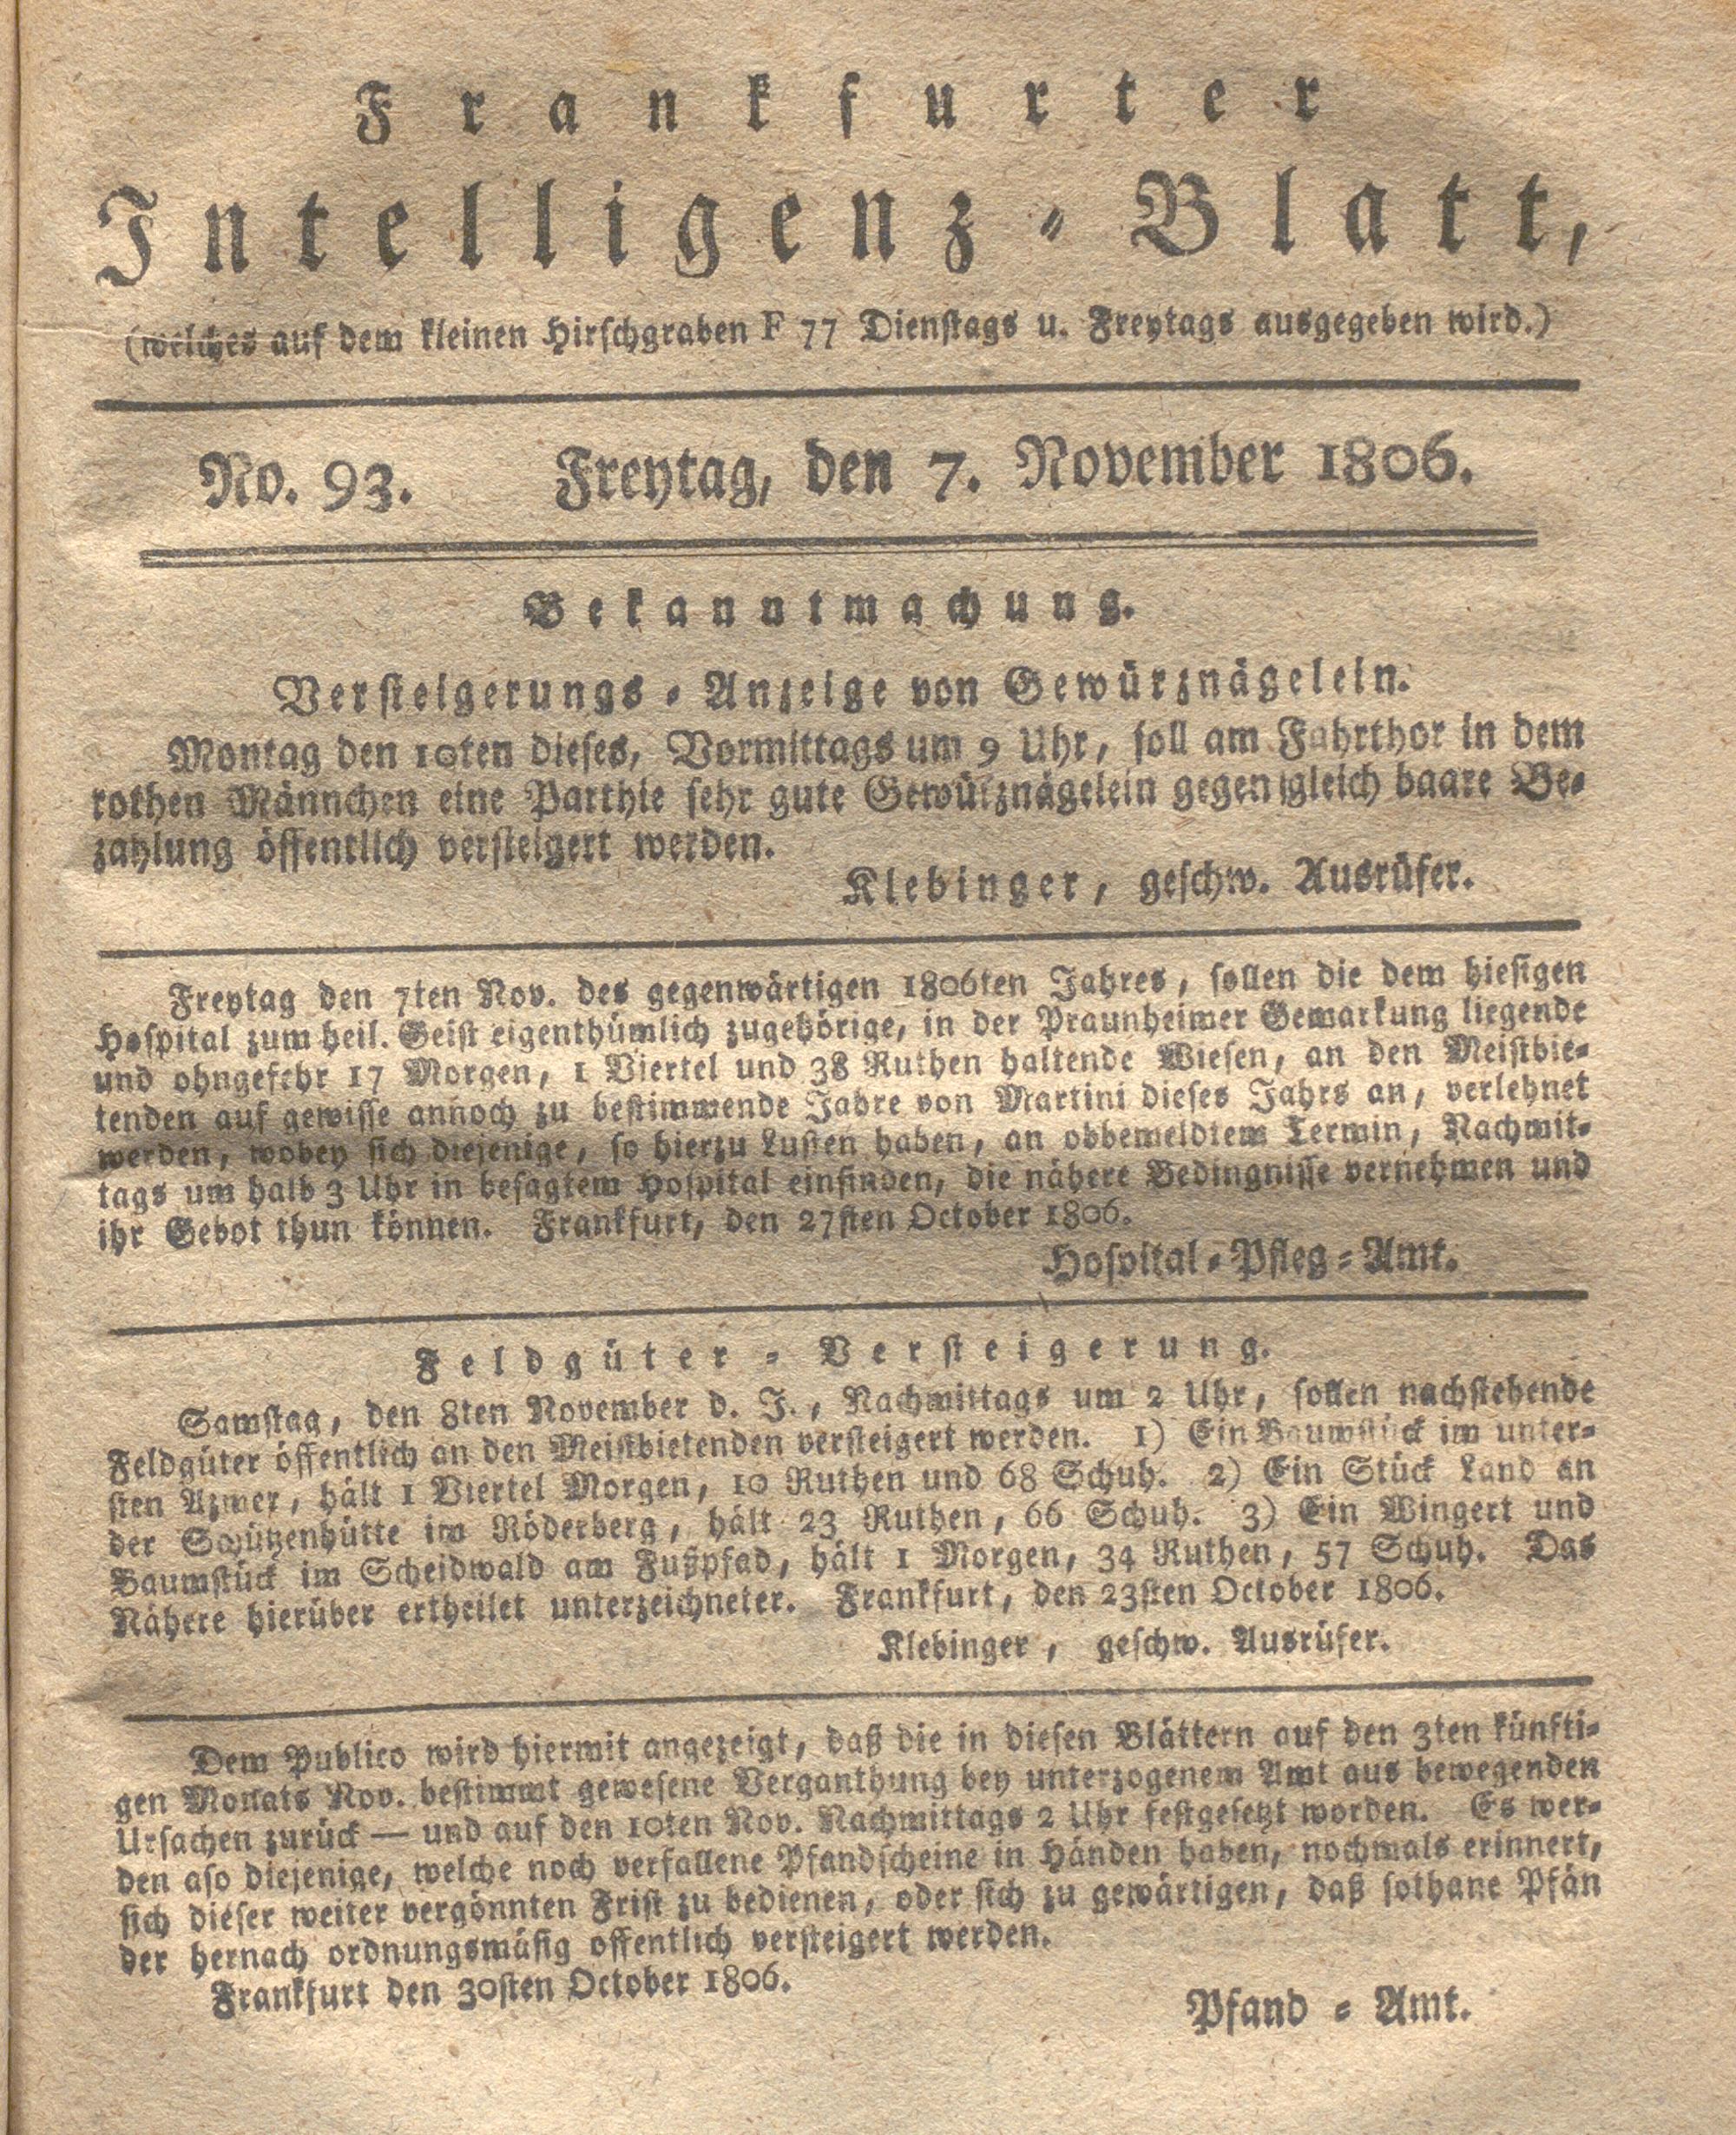 Frankfurter
Intelligenz-Blatt,
(welches auf dem kleinen Hirschgraben F 77 Dienstags u. Freytags ausgegeben wird.)
No. 93. Freytag, den 7. November 1806.
Bekanntmachung.
Versteigerungs-Anzeige von Gewürznägelein.
Montag den 10ten dieses, Vormittags um 9 Uhr, soll am Fahrthor in dem
rothen Männchen eine Parthie sehr gute Gewürznägelein gegen gleich baare Be-
zahlung öffentlich versteigert werden.
Klebinger, geschw. Ausrüfer.
Freytag den 7ten Nov. des gegenwärtigen 1806ten Jahres, sollen die dem hiesigen
Hospital zum heil. Geist eigenthümlich zugehörige, in der Praunheimer Gemarkung liegende
und ohngefehr 17 Morgen, 1 Viertel und 38 Ruthen haltende Wiesen, an den Meistbie-
tenden auf gewisse annoch zu bestimmende Jahre von Martini dieses Jahrs an, verlehnet
werden, wobey sich diejenige, so hierzu Lusten haben, an obbemeldtem Termin, Nachmit-
tags um halb 3 Uhr in besagtem Hospital einfinden, die nähere Bedingnisse vernehmen und
ihr Gebot thun können. Frankfurt, den 27sten October 1806.
Hospital-Pfleg-Amt.
Feldgüter-Versteigerung.
Samstag, den 8ten November d. J., Nachmittags um 2 Uhr, sollen nachstehende
Feldgüter öffentlich an den Meistbietenden versteigert werden. 1) Ein Baumstück im unter-
sten Atzmer, hält 1 Viertel Morgen, 10 Ruthen und 68 Schuh. 2) Ein Stück Land an
der Schützenhütte im Röderberg, hält 23 Ruthen, 66 Schuh. 3) Ein Wingert und
Baumstück im Scheidwald am Fußpfad, hält 1 Morgen, 34 Ruthen, 57 Schuh. Das
Nähere hierüber ertheilet unterzeichneter. Frankfurt, den 23sten October 1806.
Klebinger, geschw. Ausrüfer.
Dem Publico wird hiermit angezeigt, daß die in diesen Blättern auf den 3ten künfti-
gen Monats Nov. bestimmt gewesene Verganthung bey unterzogenem Amt aus bewegenden
Ursachen zurück — und auf den 10ten Nov. Nachmittags 2 Uhr festgesetzt worden. Es wer-
den aso diejenige, welche noch verfallene Pfandscheine in Händen haben, nochmals erinnert,
sich dieser weiter vergönnten Frist zu bedienen, oder sich zu gewärtigen, daß sothane Pfän
der hernach ordnungsmäsig offentlich versteigert werden.
Frankfurt den 30sten October 1806.
Pfand-Amt.